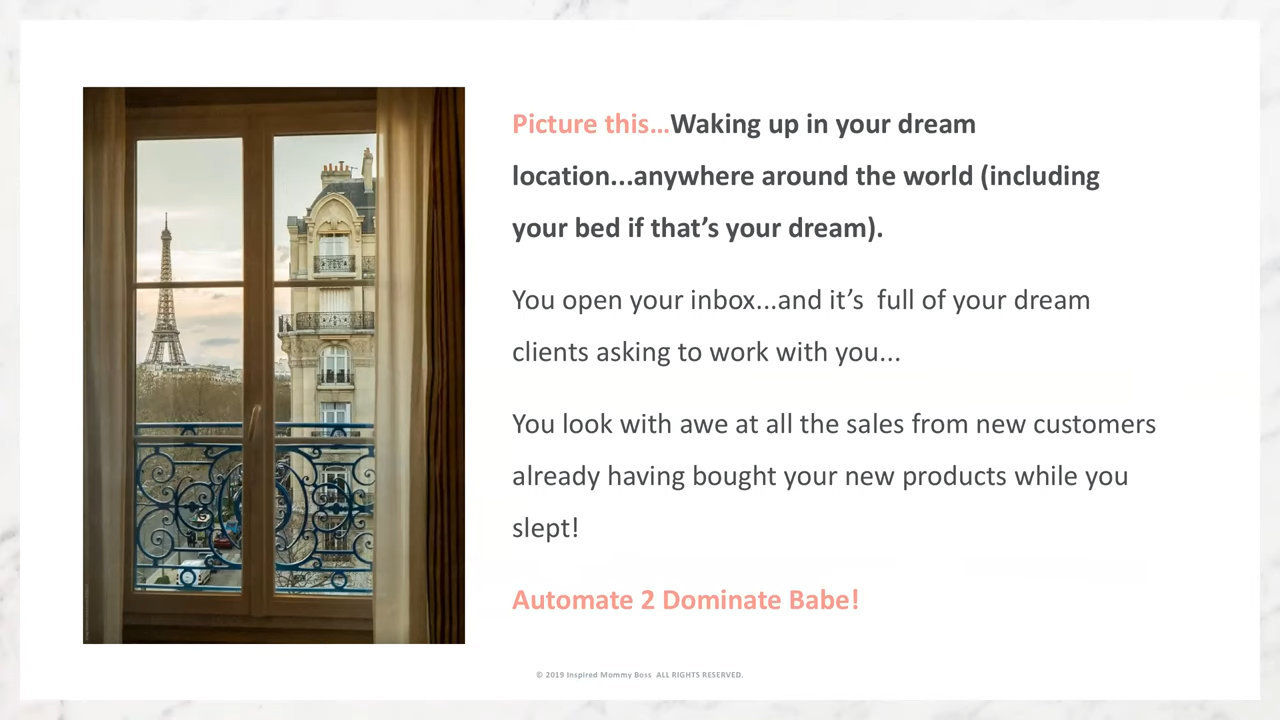 Picture this…Waking up in your dream
location...anywhere around the world (including
your bed if that’s your dream).
You open your inbox...and it’s  full of your dream
clients asking to work with you...
You look with awe at all the sales from new customers
already having bought your new products while you
slept!
Automate 2 Dominate Babe!
© 2019 Inspired Mommy Boss  ALL RIGHTS RESERVED.